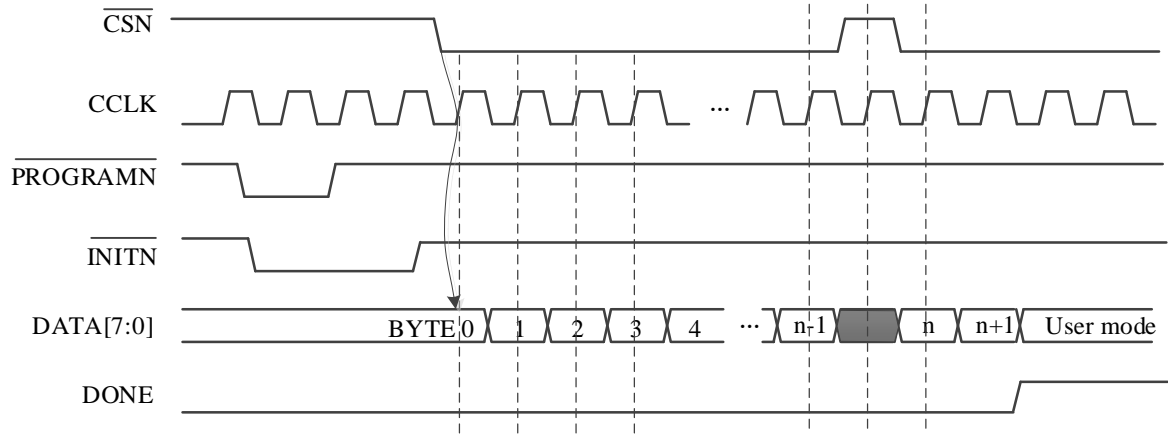 CSN
CCLK
...
PROGRAMN
INITN
DATA[7:0]
BYTE 0 1 2 3 4 ... n-1 n n+1 User mode
DONE